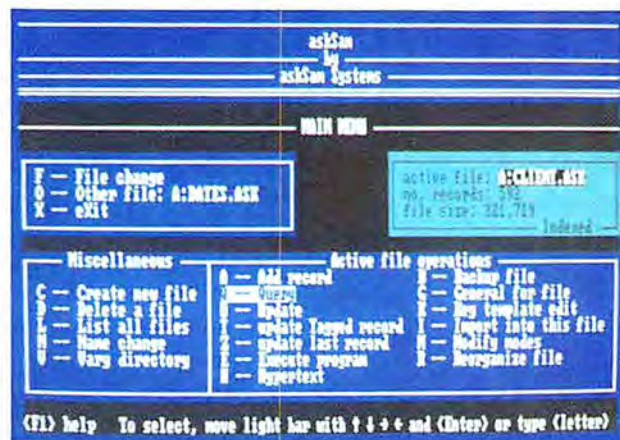 askSam
by
askSam Systems
MAIN MENU
F — File change
O — Other file: A:DATES.ASK
X — eXit
active file: A:CLIENT.ASK
no. records: 593
file size: 321,719
Indexed
Miscellaneous
C — Create new file
D — Delete a file
L — List all files
N — Name change
V — Vary directory
Active file operations
A — Add record
Q — Query
U — Update
T — update Tagged record
2 — update last record
E — Execute program
H — Hypertext
B — Backup file
G — General for file
K — Key template edit
I — Import into this file
M — Modify modes
R — Reorganize file
<F1> help To select, move light bar with ↑ ↓ → ← and <Enter> or type <letter>